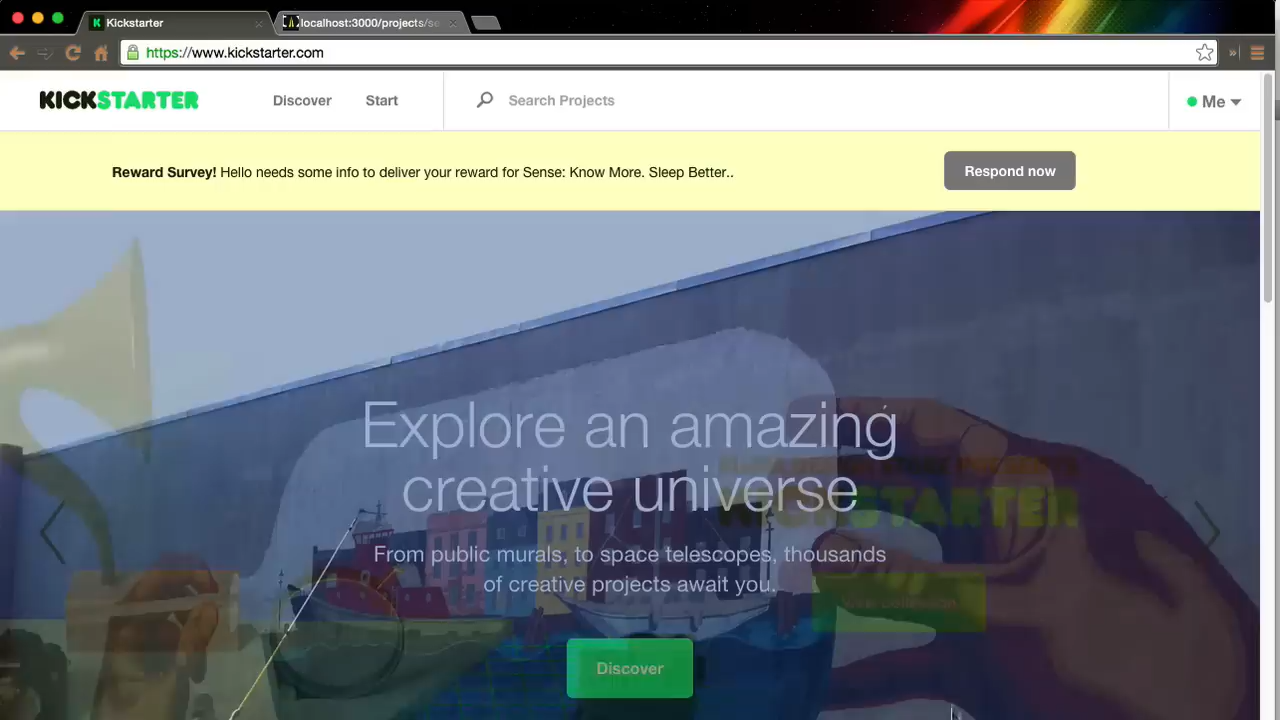 Kickstarter
localhost:3000/projects/se
https://www.kickstarter.com
KICKSTARTER
Discover
Start
Search Projects
Me
Reward Survey! Hello needs some info to deliver your reward for Sense: Know More. Sleep Better..
Respond now
Explore an amazing
creative universe
KICKSTARTER
From public murals, to space telescopes, thousands
of creative projects await you.
Discover